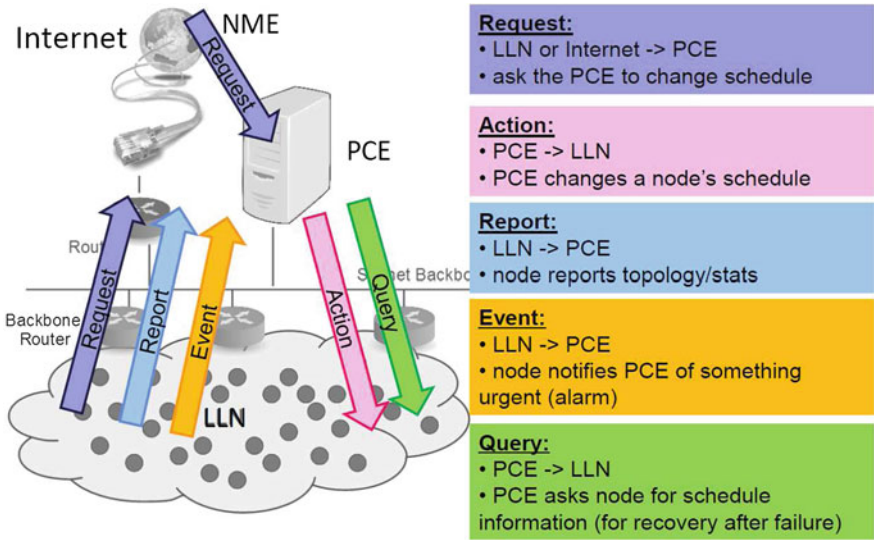 Internet
NME
Request
PCE
Request
Report
Event
Action
Query
Backbone
Router
LLN
Request:
• LLN or Internet -> PCE
• ask the PCE to change schedule
Action:
• PCE -> LLN
• PCE changes a node's schedule
Report:
• LLN -> PCE
• node reports topology/stats
Event:
• LLN -> PCE
• node notifies PCE of something
urgent (alarm)
Query:
• PCE -> LLN
• PCE asks node for schedule
information (for recovery after failure)